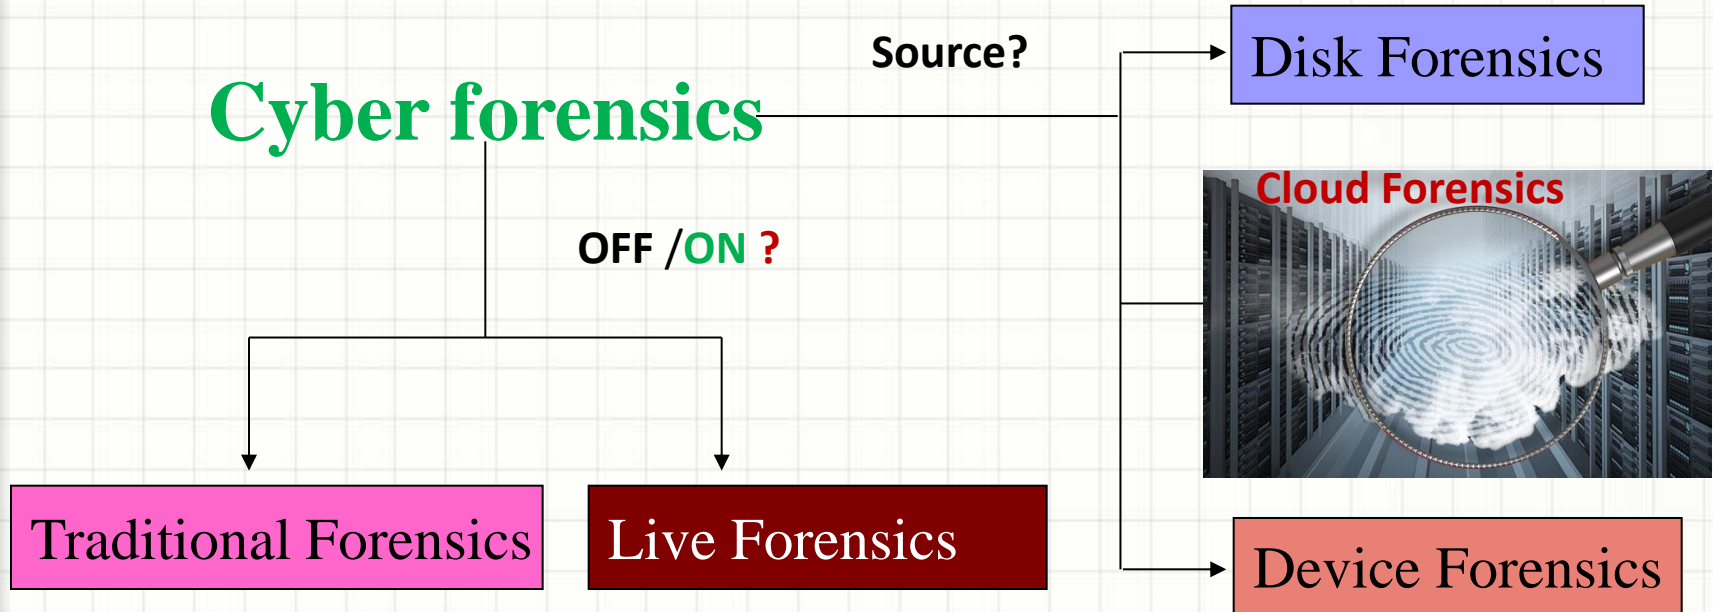 Source?
Disk Forensics
Cyber forensics
Cloud Forensics
OFF /ON ?
Traditional Forensics
Live Forensics
Device Forensics